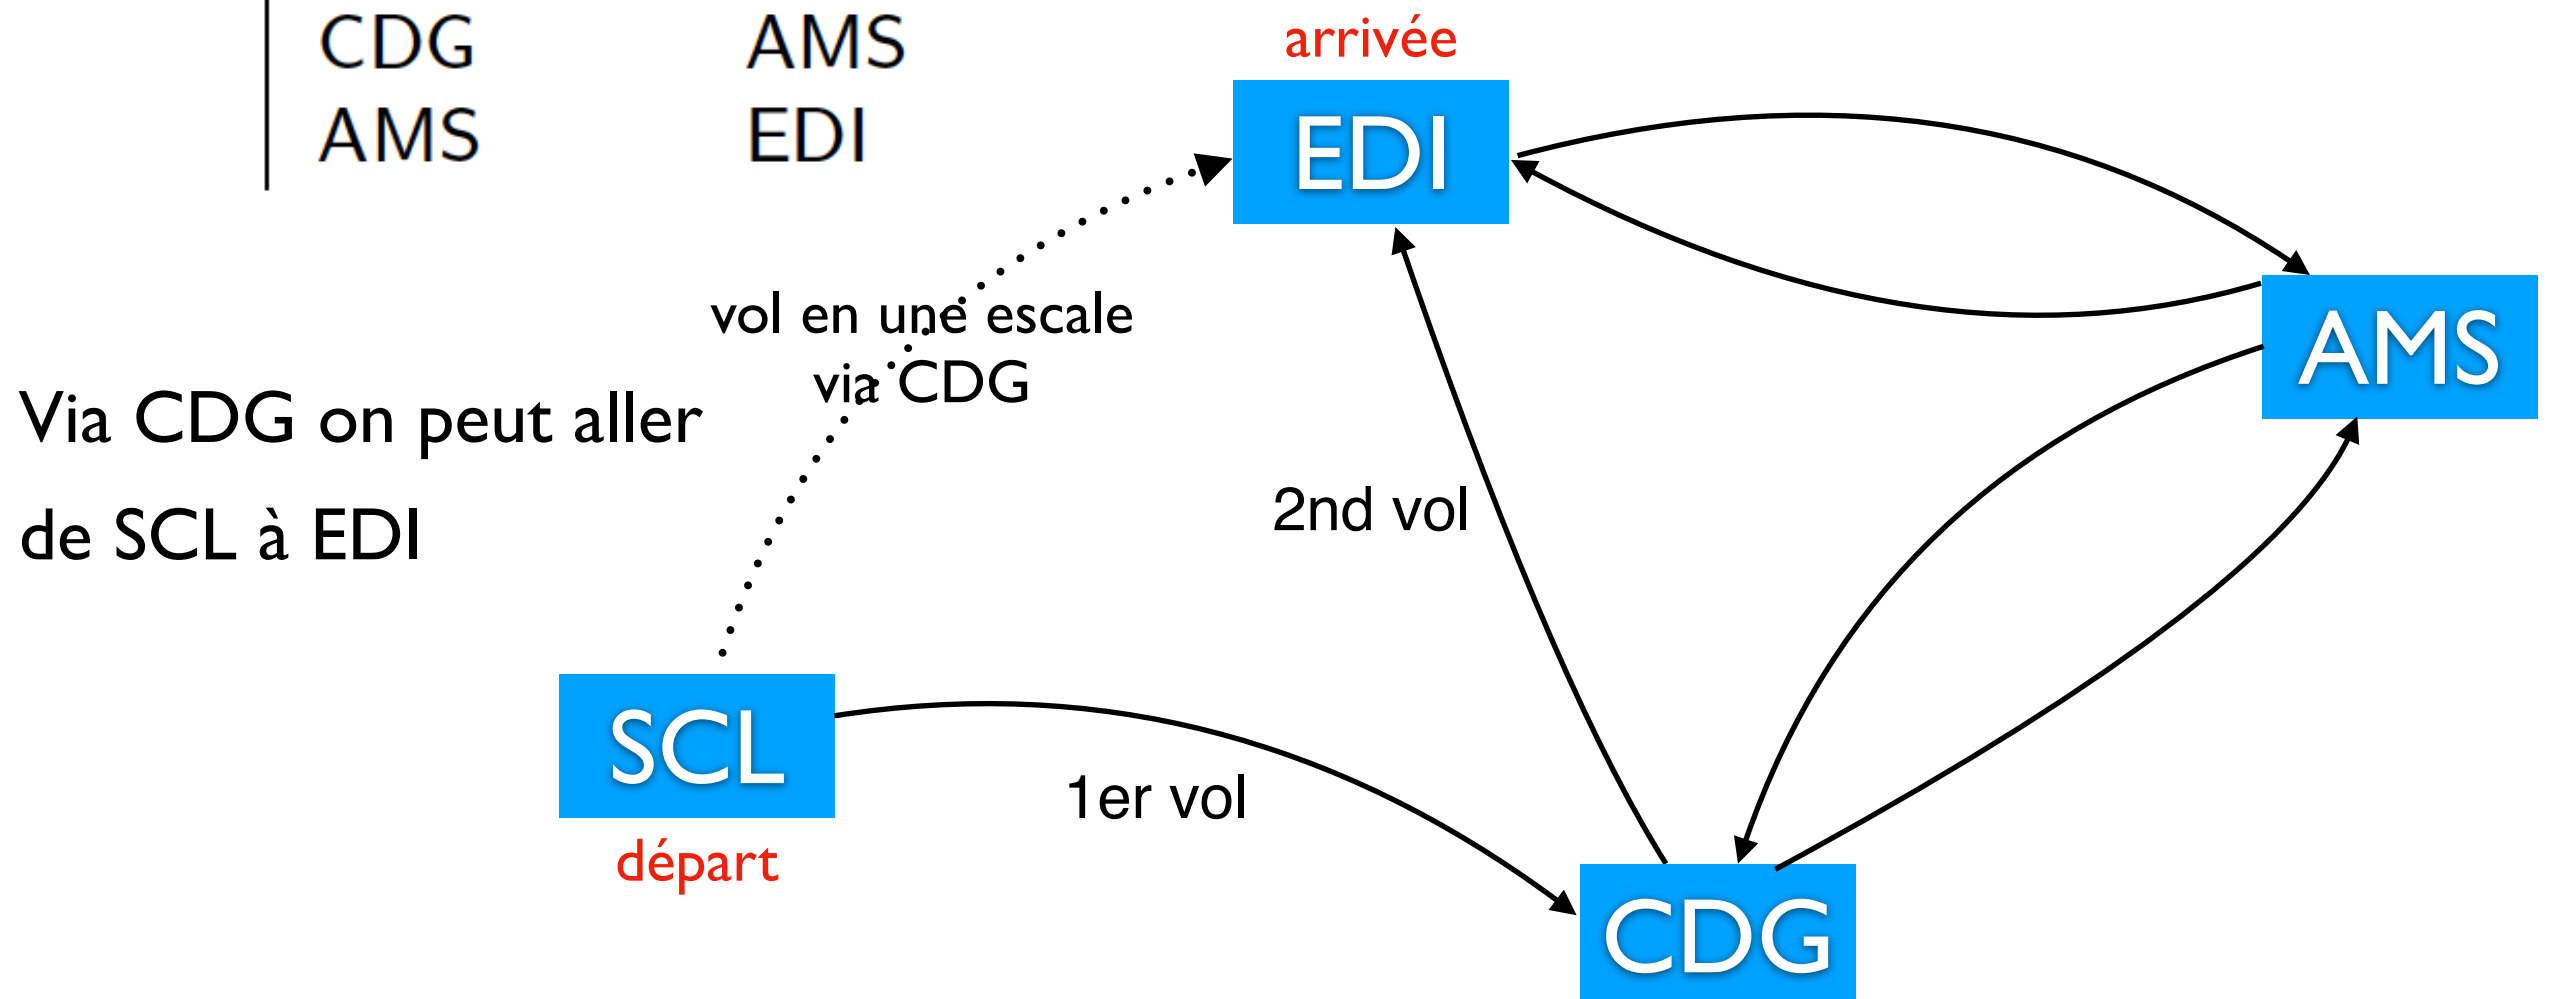 CDG AMS
AMS EDI
arrivée
EDI
AMS
vol en une escale
via CDG
Via CDG on peut aller
de SCL à EDI
2nd vol
SCL
départ
1er vol
CDG